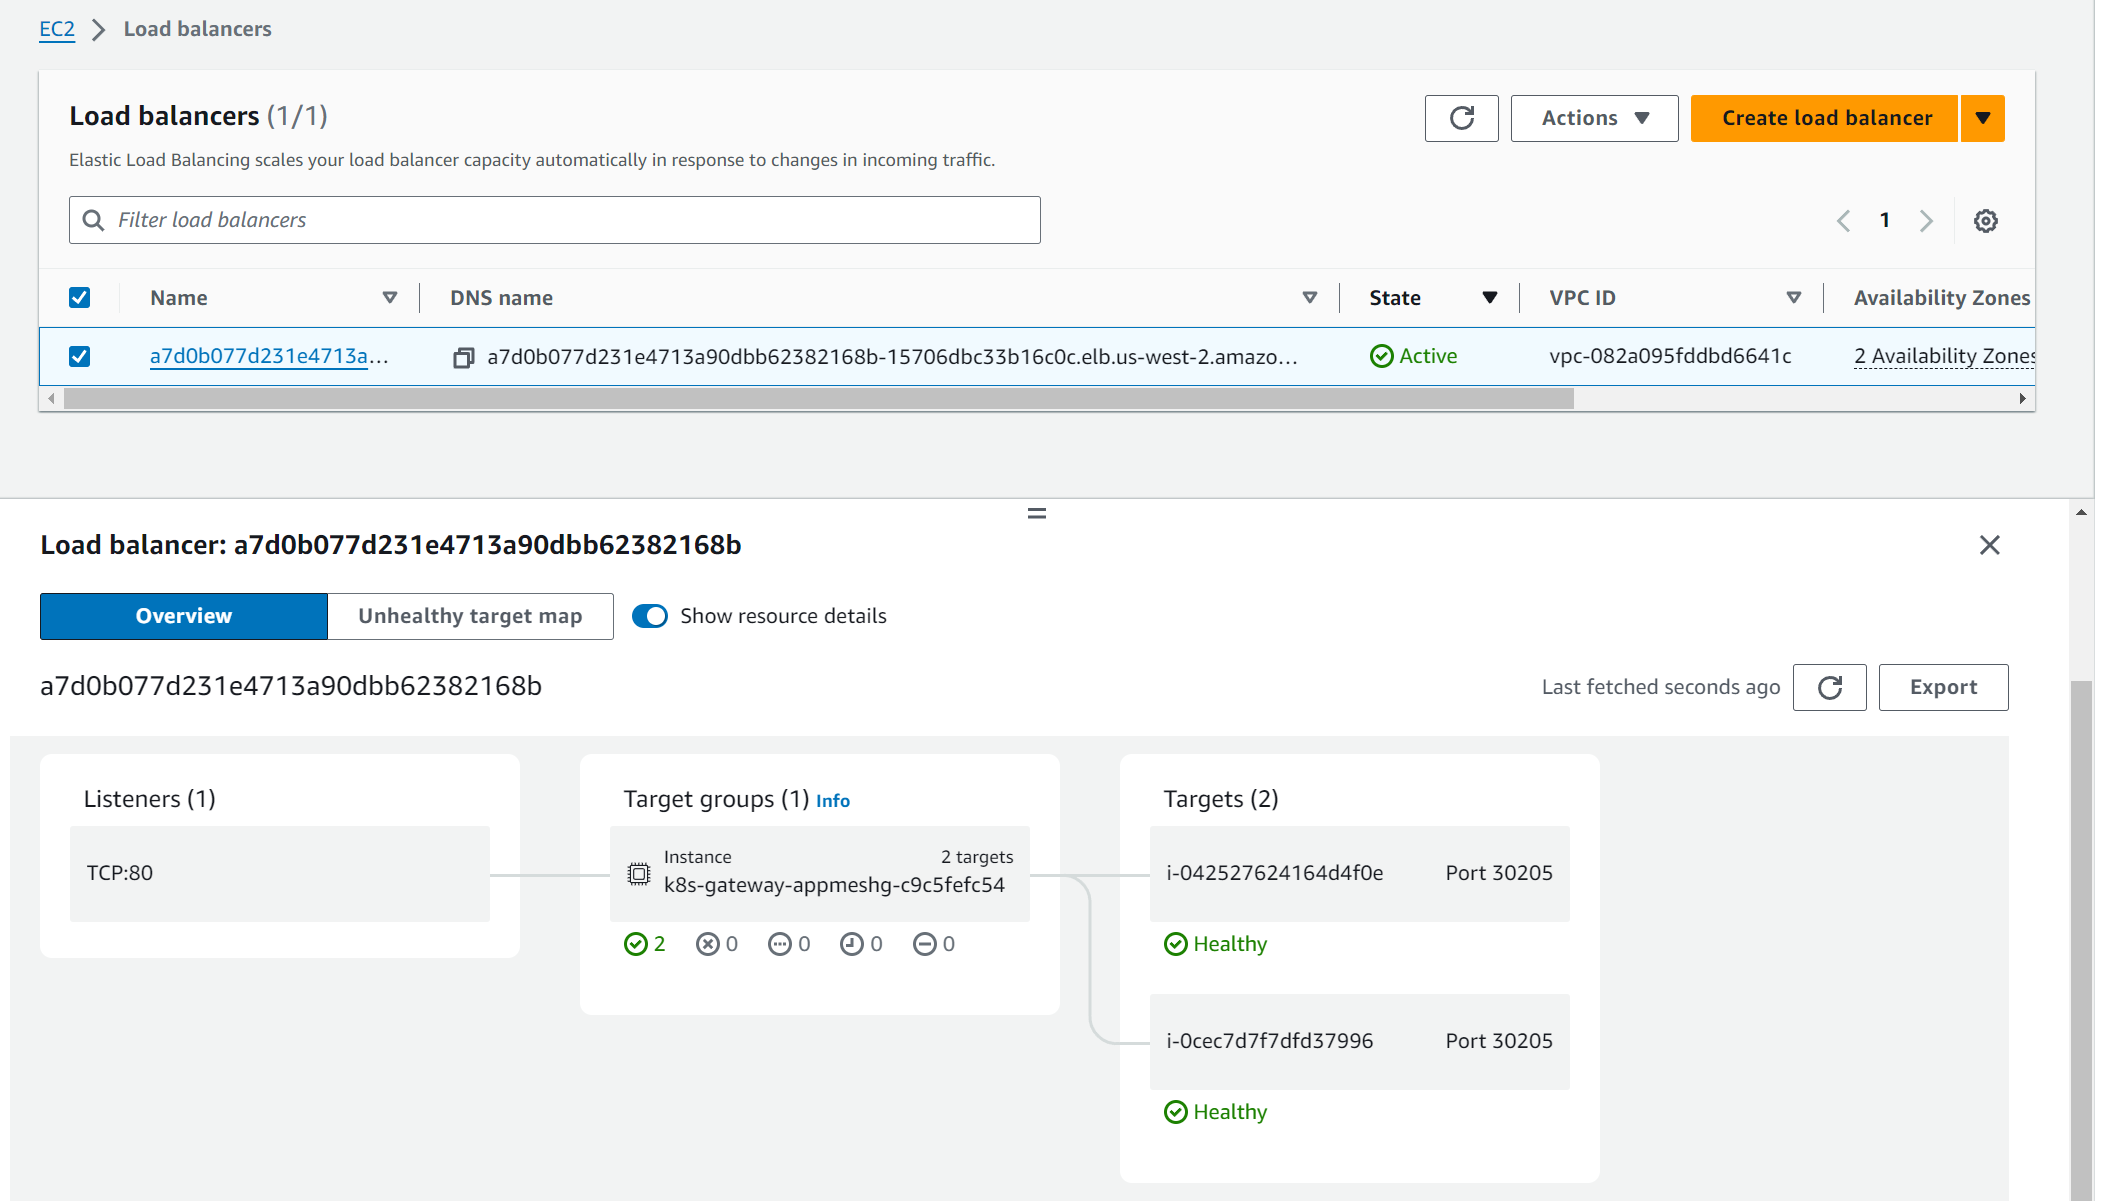 EC2 Load balancers
Load balancers (1/1)
Actions
Create load balancer
Elastic Load Balancing scales your load balancer capacity automatically in response to changes in incoming traffic.
Filter load balancers
1
Name DNS name State VPC ID Availability Zones
a7d0b077d231e4713a... a7d0b077d231e4713a90dbb62382168b-15706dbc33b16c0c.elb.us-west-2.amazo... Active vpc-082a095fddbd6641c 2 Availability Zones
Load balancer: a7d0b077d231e4713a90dbb62382168b
Overview Unhealthy target map Show resource details
a7d0b077d231e4713a90dbb62382168b
Last fetched seconds ago
Export
Listeners (1)
TCP:80
Target groups (1) Info
Instance 2 targets
k8s-gateway-appmeshg-c9c5fefc54
2 0 0 0 0
Targets (2)
i-042527624164d4f0e Port 30205
Healthy
i-0cec7d7f7dfd37996 Port 30205
Healthy